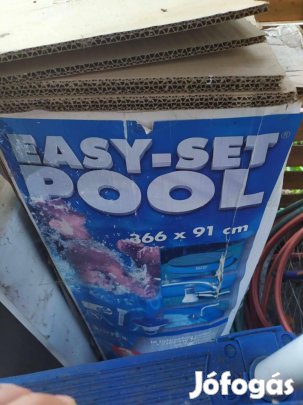 EASY-SET®
POOL
366 x 91 cm
Jófogás